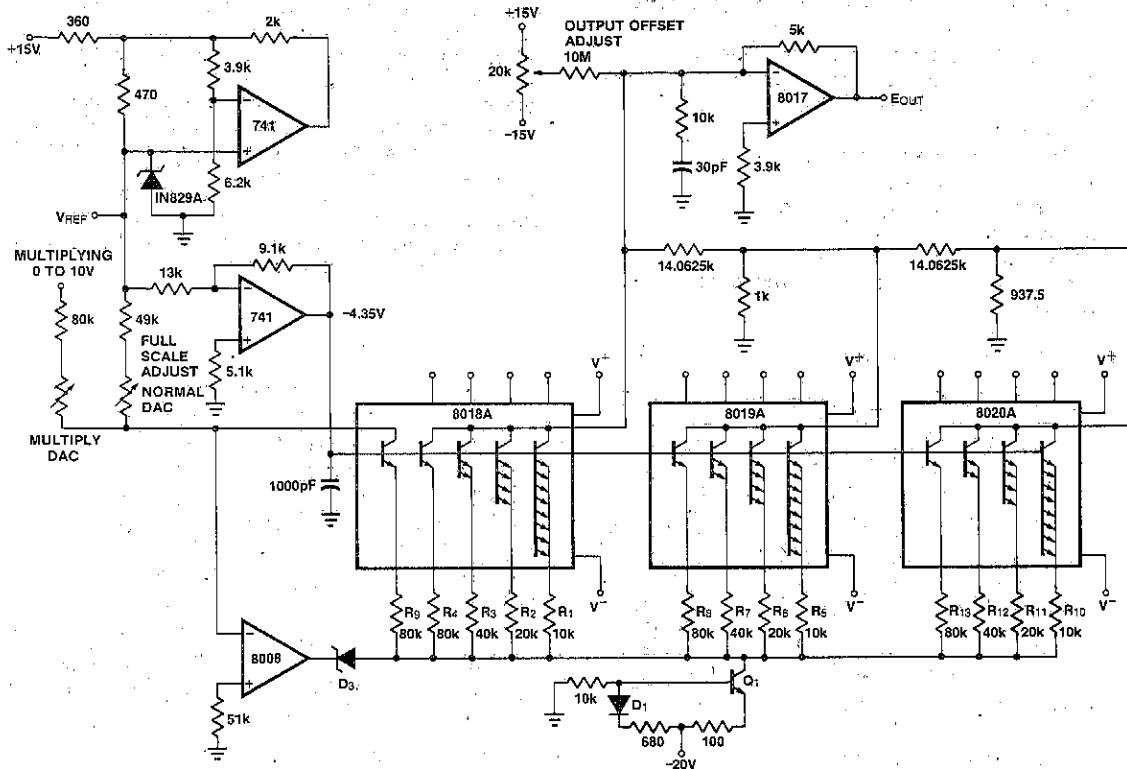 360
+15V
2k
3.9k
470
741
6.2k
IN829A
VREF
MULTIPLYING
0 TO 10V
80k
13k
9.1k
49k
741
-4.35V
FULL
SCALE
ADJUST
NORMAL
DAC
5.1k
MULTIPLY
DAC
1000pF
+15V
20k
-15V
OUTPUT OFFSET
ADJUST
10M
5k
8017
EOUT
10k
30pF
3.9k
14.0625k
1k
14.0625k
937.5
V+
8018A
V-
V+
8019A
V-
V+
8020A
V-
R9
80k
R4
80k
R3
40k
R2
20k
R1
10k
R8
80k
R7
40k
R6
20k
R5
10k
R13
80k
R12
40k
R11
20k
R10
10k
8008
D3
51k
10k
D1
Q1
680
100
-20V